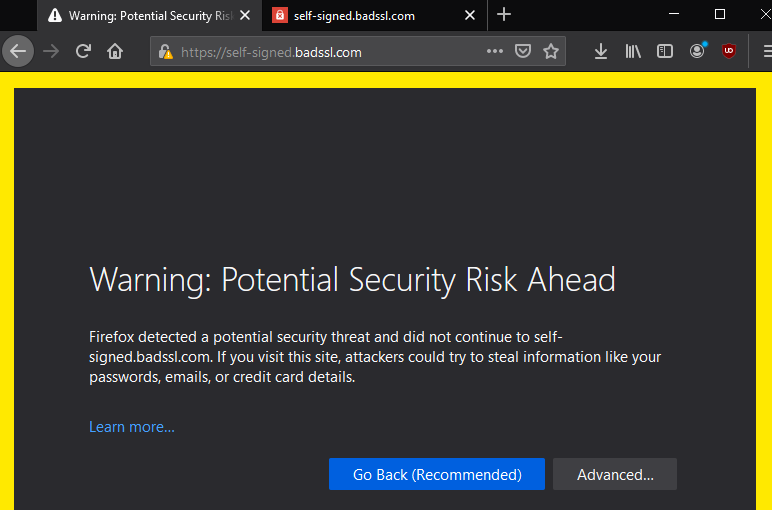 Warning: Potential Security Ris
self-signed.badssl.com
https://self-signed.badssl.com
UD
Warning: Potential Security Risk Ahead
Firefox detected a potential security threat and did not continue to self-
signed.badssl.com. If you visit this site, attackers could try to steal information like your
passwords, emails, or credit card details.
Learn more...
Go Back (Recommended)
Advanced...